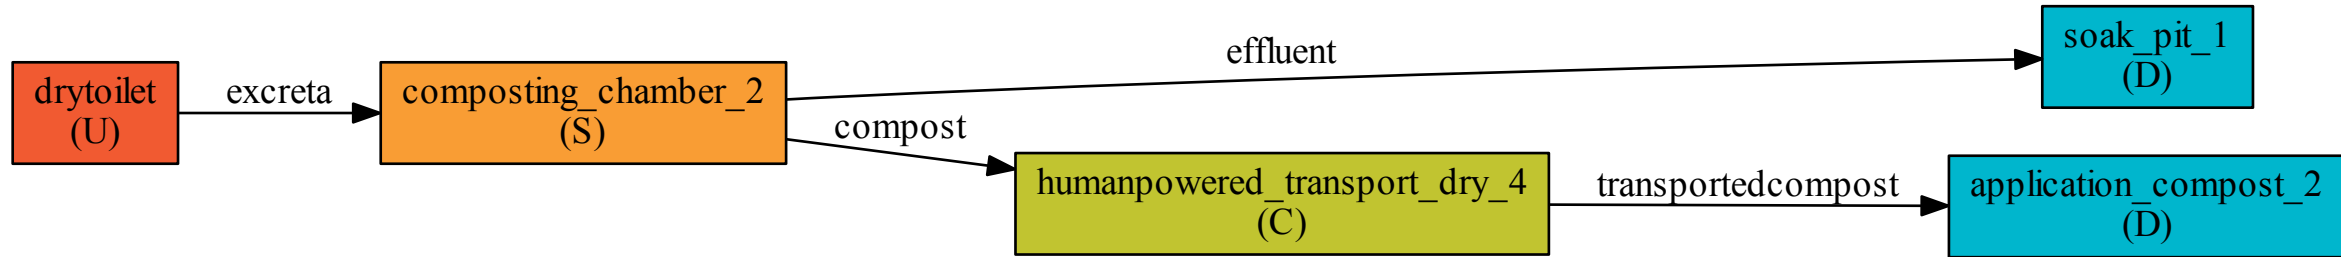 drytoilet
(U)
excreta
composting_chamber_2
(S)
effluent
soak_pit_1
(D)
compost
humanpowered_transport_dry_4
(C)
transportedcompost
application_compost_2
(D)